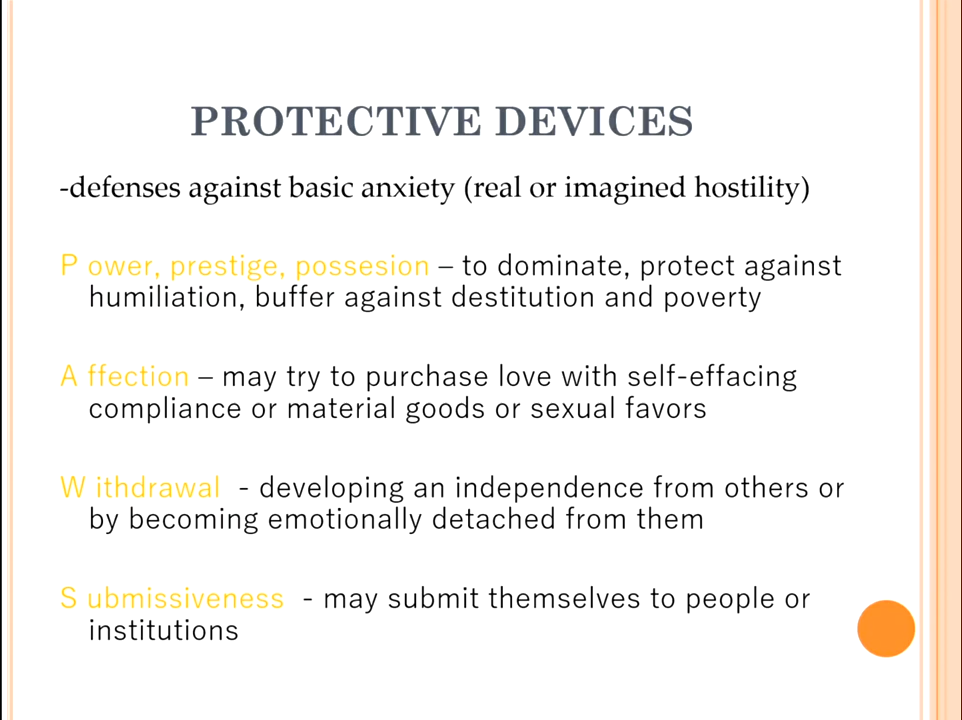 PROTECTIVE DEVICES
-defenses against basic anxiety (real or imagined hostility)
P ower, prestige, possesion – to dominate, protect against
humiliation, buffer against destitution and poverty
A ffection – may try to purchase love with self-effacing
compliance or material goods or sexual favors
W ithdrawal - developing an independence from others or
by becoming emotionally detached from them
S ubmissiveness - may submit themselves to people or
institutions